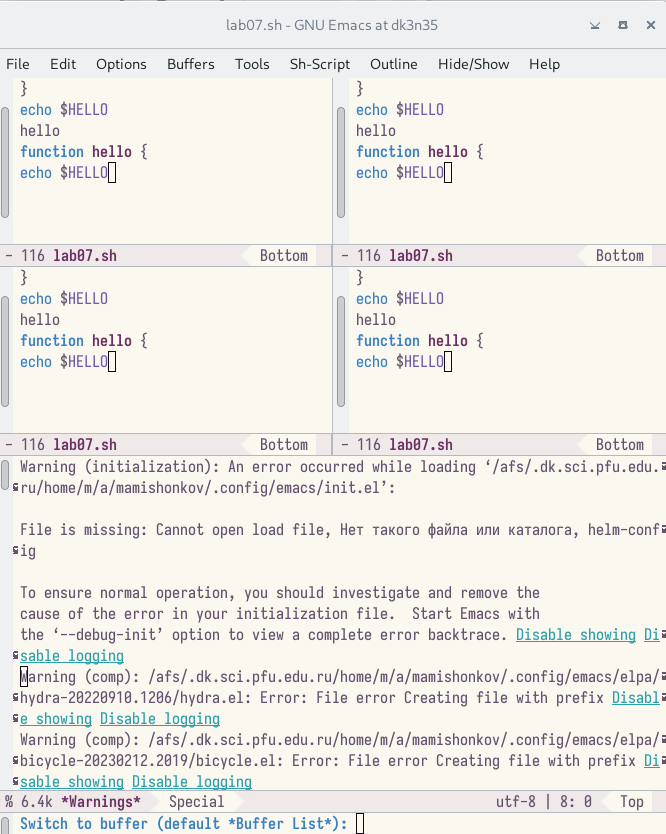 lab07.sh - GNU Emacs at dk3n35
File Edit Options Buffers Tools Sh-Script Outline Hide/Show Help
}
echo $HELLO
hello
function hello {
echo $HELLO
- 116 lab07.sh Bottom
}
echo $HELLO
hello
function hello {
echo $HELLO
- 116 lab07.sh Bottom
}
echo $HELLO
hello
function hello {
echo $HELLO
- 116 lab07.sh Bottom
}
echo $HELLO
hello
function hello {
echo $HELLO
- 116 lab07.sh Bottom
Warning (initialization): An error occurred while loading ‘/afs/.dk.sci.pfu.edu.
ru/home/m/a/mamishonkov/.config/emacs/init.el’:
File is missing: Cannot open load file, Нет такого файла или каталога, helm-conf
ig
To ensure normal operation, you should investigate and remove the
cause of the error in your initialization file.  Start Emacs with
the ‘--debug-init’ option to view a complete error backtrace. Disable showing Di
sable logging
Warning (comp): /afs/.dk.sci.pfu.edu.ru/home/m/a/mamishonkov/.config/emacs/elpa/
hydra-20220910.1206/hydra.el: Error: File error Creating file with prefix Disabl
e showing Disable logging
Warning (comp): /afs/.dk.sci.pfu.edu.ru/home/m/a/mamishonkov/.config/emacs/elpa/
bicycle-20230212.2019/bicycle.el: Error: File error Creating file with prefix Di
sable showing Disable logging
% 6.4k *Warnings* Special utf-8 | 8: 0 Top
Switch to buffer (default *Buffer List*):